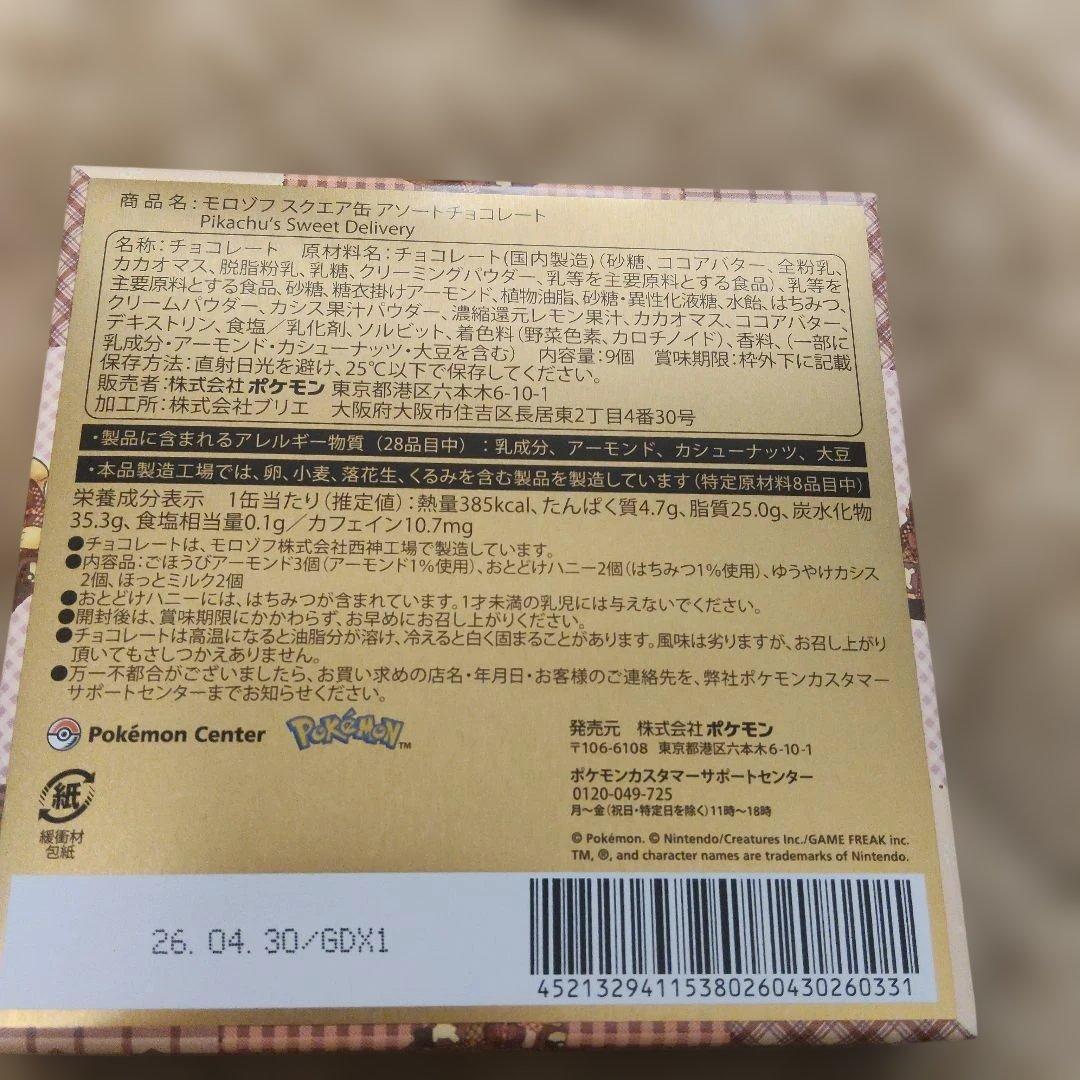 商品名：モロゾフ スクエア缶 アソートチョコレート
Pikachu's Sweet Delivery
名称：チョコレート　原材料名：チョコレート(国内製造)（砂糖、ココアバター、全粉乳、
カカオマス、脱脂粉乳、乳糖、クリーミングパウダー、乳等を主要原料とする食品）、乳等を
主要原料とする食品、砂糖、糖衣掛けアーモンド、植物油脂、砂糖・異性化液糖、水飴、はちみつ、
クリームパウダー、カシス果汁パウダー、濃縮還元レモン果汁、カカオマス、ココアバター、
デキストリン、食塩／乳化剤、ソルビット、着色料（野菜色素、カロチノイド）、香料、（一部に
乳成分・アーモンド・カシューナッツ・大豆を含む）　内容量：9個　賞味期限：枠外下に記載
保存方法：直射日光を避け、25℃以下で保存してください。
販売者：株式会社 ポケモン 東京都港区六本木6-10-1
加工所：株式会社ブリエ　大阪府大阪市住吉区長居東2丁目4番30号
・製品に含まれるアレルギー物質（28品目中）：乳成分、アーモンド、カシューナッツ、大豆
・本品製造工場では、卵、小麦、落花生、くるみを含む製品を製造しています（特定原材料8品目中）
栄養成分表示　1缶当たり（推定値）：熱量385kcal、たんぱく質4.7g、脂質25.0g、炭水化物
35.3g、食塩相当量0.1g／カフェイン10.7mg
●チョコレートは、モロゾフ株式会社西神工場で製造しています。
●内容品：ごほうびアーモンド3個（アーモンド1％使用）、おとどけハニー2個（はちみつ1％使用）、ゆうやけカシス
2個、ほっとミルク2個
●おとどけハニーには、はちみつが含まれています。1才未満の乳児には与えないでください。
●開封後は、賞味期限にかかわらず、お早めにお召し上がりください。
●チョコレートは高温になると油脂分が溶け、冷えると白く固まることがあります。風味は劣りますが、お召し上がり
頂いてもさしつかえありません。
●万一不都合がございましたら、お買い求めの店名・年月日・お客様のご連絡先を、弊社ポケモンカスタマー
サポートセンターまでお知らせください。
Pokémon Center POKÉMON™
発売元　株式会社 ポケモン
〒106-6108 東京都港区六本木6-10-1
ポケモンカスタマーサポートセンター
0120-049-725
月〜金（祝日・特定日を除く）11時〜18時
紙
緩衝材
包紙
© Pokémon. © Nintendo/Creatures Inc./GAME FREAK inc.
TM, ®, and character names are trademarks of Nintendo.
26. 04. 30/GDX1
45213294115380260430260331